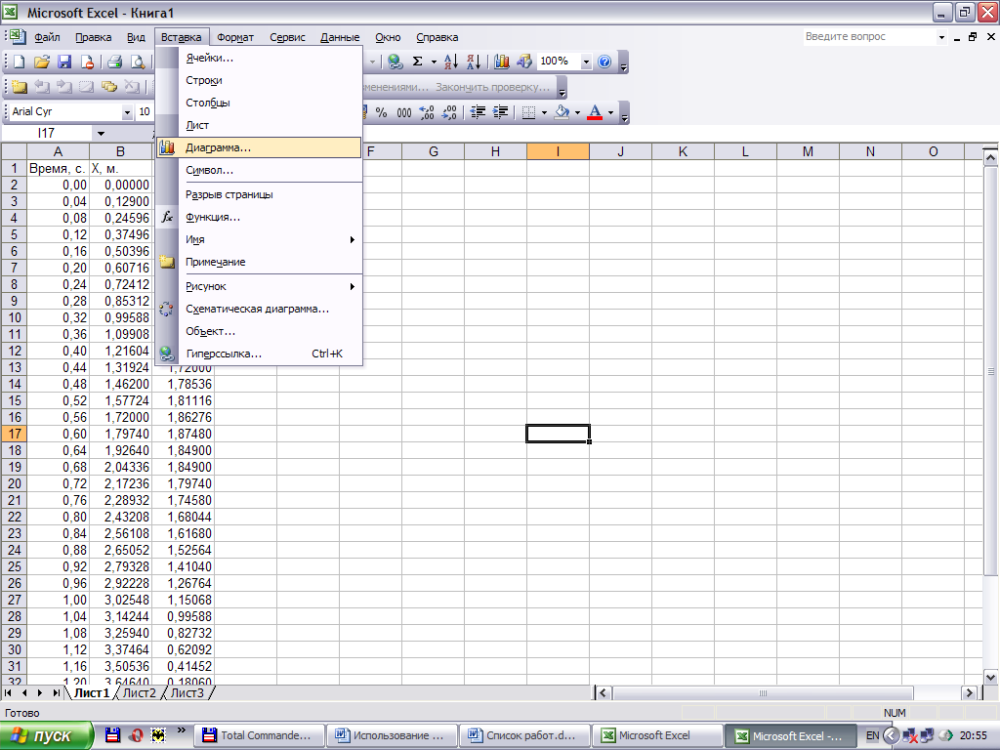 Microsoft Excel - Книга1
Файл Правка Вид Вставка Формат Сервис Данные Окно Справка Введите вопрос
Ячейки...
100%
Строки
Столбцы
менениями... Закончить проверку...
Arial Cyr 10 % 000
Лист
I17
Диаграмма...
A B F G H I J K L M N O
1 Время, с. X, м.
Символ...
2 0,00 0,00000
Разрыв страницы
3 0,04 0,12900
4 0,08 0,24596
Функция...
5 0,12 0,37496
Имя
6 0,16 0,50396
7 0,20 0,60716
Примечание
8 0,24 0,72412
Рисунок
9 0,28 0,85312
10 0,32 0,99588
Схематическая диаграмма...
11 0,36 1,09908
Объект...
12 0,40 1,21604
Гиперссылка... Ctrl+K
13 0,44 1,31924 1,72000
14 0,48 1,46200 1,78536
15 0,52 1,57724 1,81116
16 0,56 1,72000 1,86276
17 0,60 1,79740 1,87480
18 0,64 1,92640 1,84900
19 0,68 2,04336 1,84900
20 0,72 2,17236 1,79740
21 0,76 2,28932 1,74580
22 0,80 2,43208 1,68044
23 0,84 2,56108 1,61680
24 0,88 2,65052 1,52564
25 0,92 2,79328 1,41040
26 0,96 2,92228 1,26764
27 1,00 3,02548 1,15068
28 1,04 3,14244 0,99588
29 1,08 3,25940 0,82732
30 1,12 3,37464 0,62092
31 1,16 3,50536 0,41452
32 1,20 3,64640 0,18060
Лист1 Лист2 Лист3
Готово NUM
пуск Total Commande... Использование ... Список работ.d... Microsoft Excel Microsoft Excel -... EN 20:55